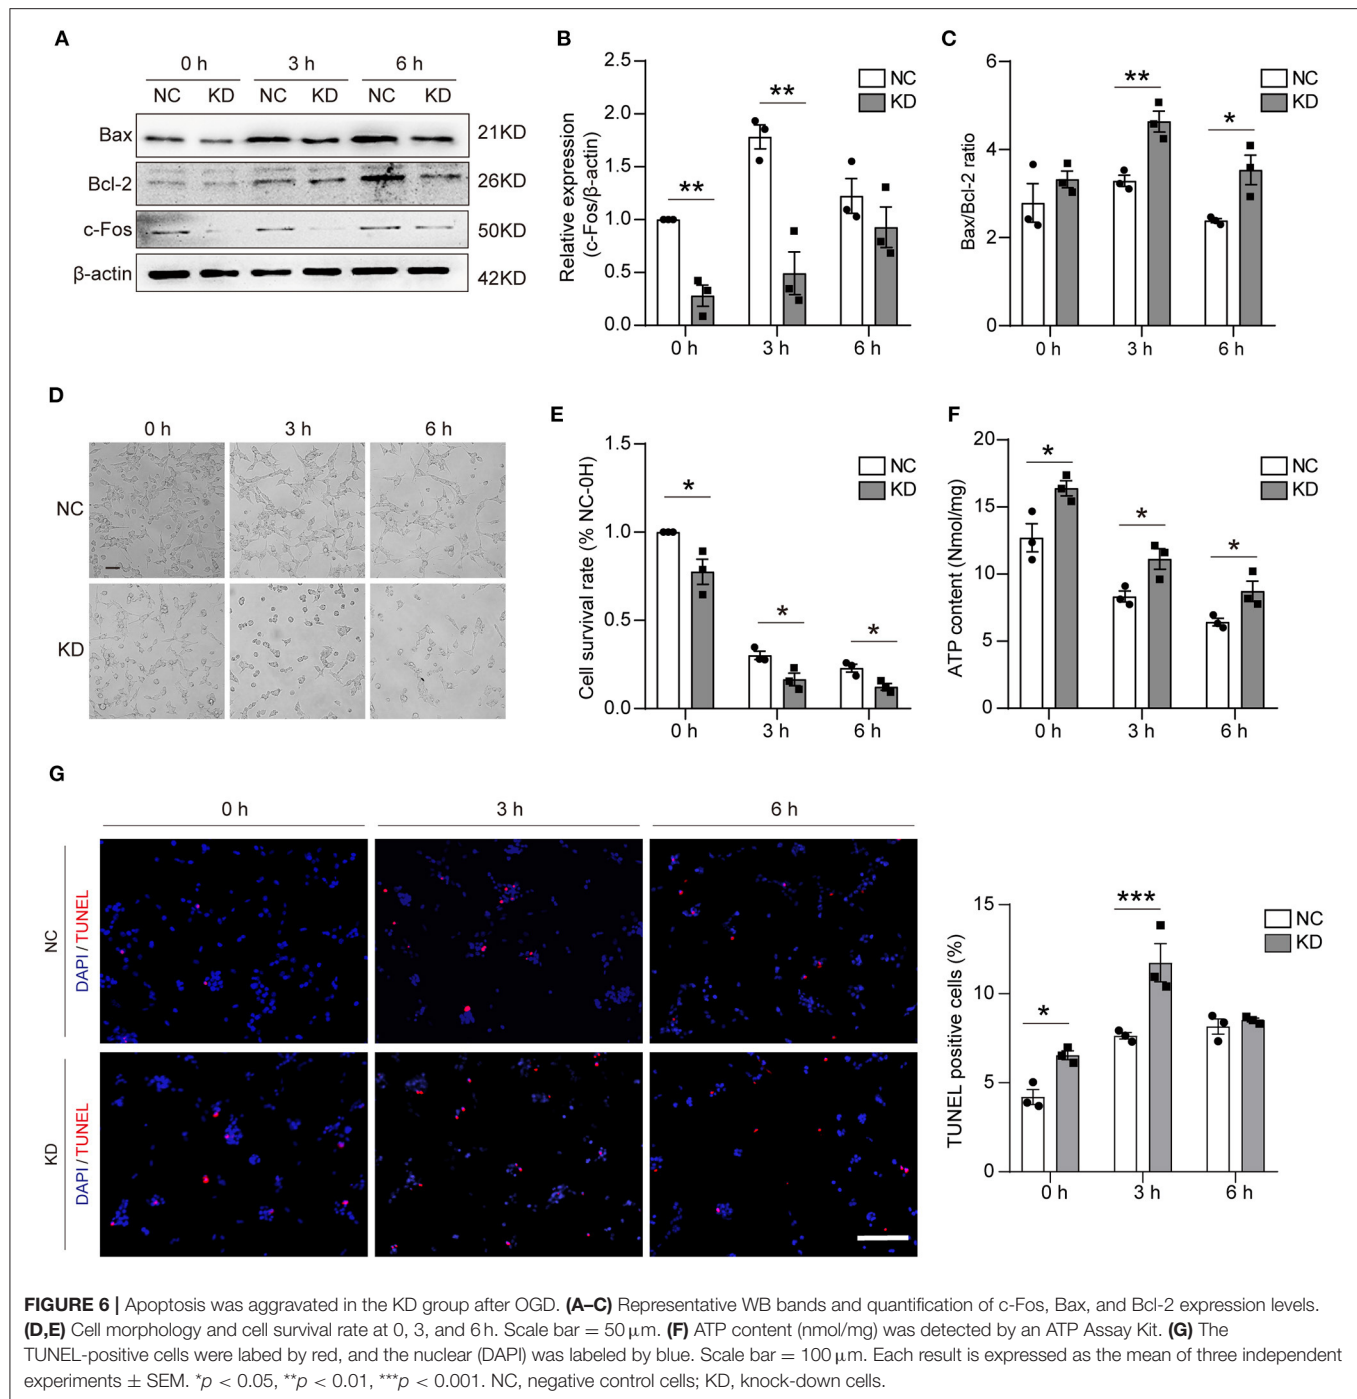 A
0 h 3 h 6 h
NC KD NC KD NC KD
Bax 21KD
Bcl-2 26KD
c-Fos 50KD
β-actin 42KD
B
Relative expression
(c-Fos/β-actin)
2.5
2.0
1.5
1.0
0.5
0.0
** **
NC
KD
0 h 3 h 6 h
C
Bax/Bcl-2 ratio
6
4
2
0
** *
NC
KD
0 h 3 h 6 h
D
0 h 3 h 6 h
NC
KD
E
Cell survival rate (% NC-0H)
1.5
1.0
0.5
0.0
* * *
NC
KD
0 h 3 h 6 h
F
ATP content (Nmol/mg)
20
15
10
5
0
* * *
NC
KD
0 h 3 h 6 h
G
0 h 3 h 6 h
NC
DAPI / TUNEL
KD
DAPI / TUNEL
TUNEL positive cells (%)
15
10
5
0
* ***
NC
KD
0 h 3 h 6 h
FIGURE 6 | Apoptosis was aggravated in the KD group after OGD. (A–C) Representative WB bands and quantification of c-Fos, Bax, and Bcl-2 expression levels.
(D,E) Cell morphology and cell survival rate at 0, 3, and 6 h. Scale bar = 50 μm. (F) ATP content (nmol/mg) was detected by an ATP Assay Kit. (G) The
TUNEL-positive cells were labed by red, and the nuclear (DAPI) was labeled by blue. Scale bar = 100 μm. Each result is expressed as the mean of three independent
experiments ± SEM. *p < 0.05, **p < 0.01, ***p < 0.001. NC, negative control cells; KD, knock-down cells.